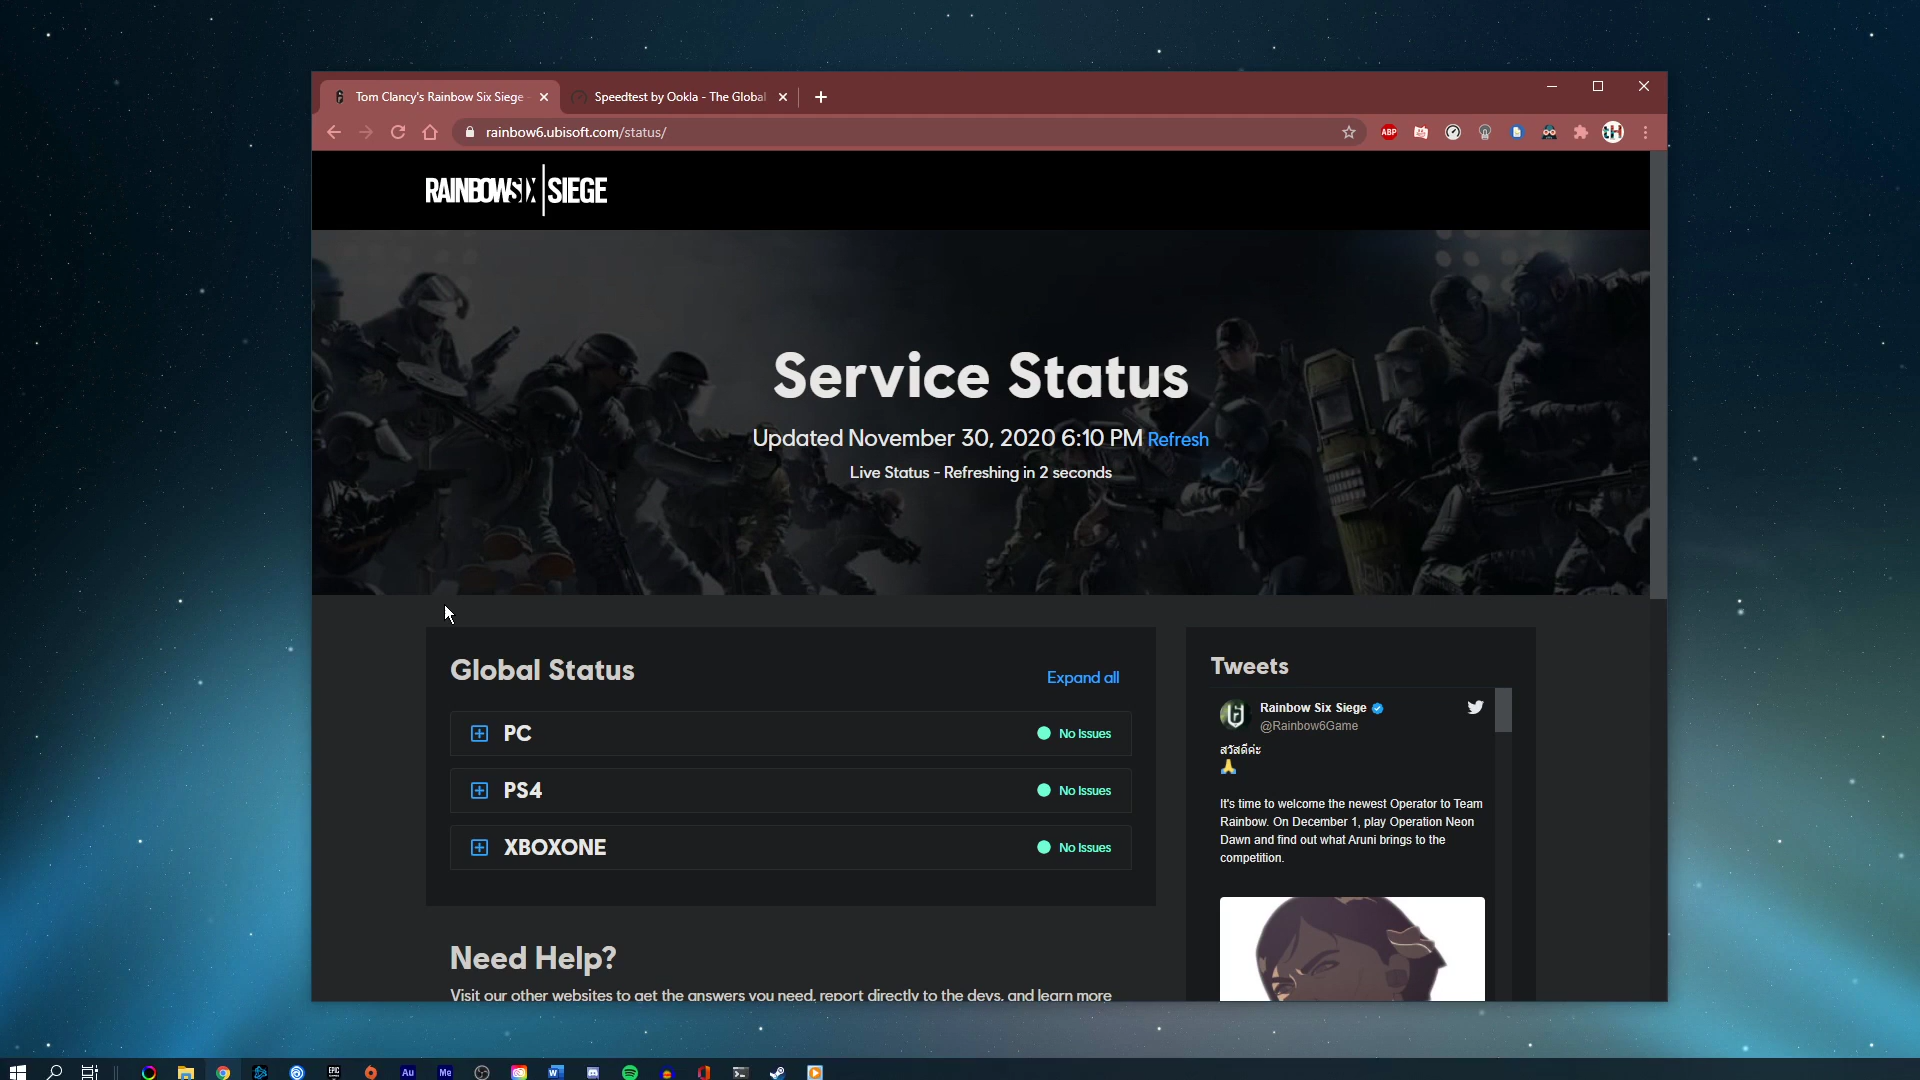 Tom Clancy's Rainbow Six Siege -
Speedtest by Ookla - The Global
rainbow6.ubisoft.com/status/
ABP
RAINBOWSIX | SIEGE
Service Status
Updated November 30, 2020 6:10 PM Refresh
Live Status - Refreshing in 2 seconds
Global Status
Expand all
PC
No Issues
PS4
No Issues
XBOXONE
No Issues
Need Help?
Visit our other websites to get the answers you need, report directly to the devs, and learn more
Tweets
Rainbow Six Siege
@Rainbow6Game
สวัสดีค่ะ
🙏
It's time to welcome the newest Operator to Team
Rainbow. On December 1, play Operation Neon
Dawn and find out what Aruni brings to the
competition.
EPIC
Au
Me
W